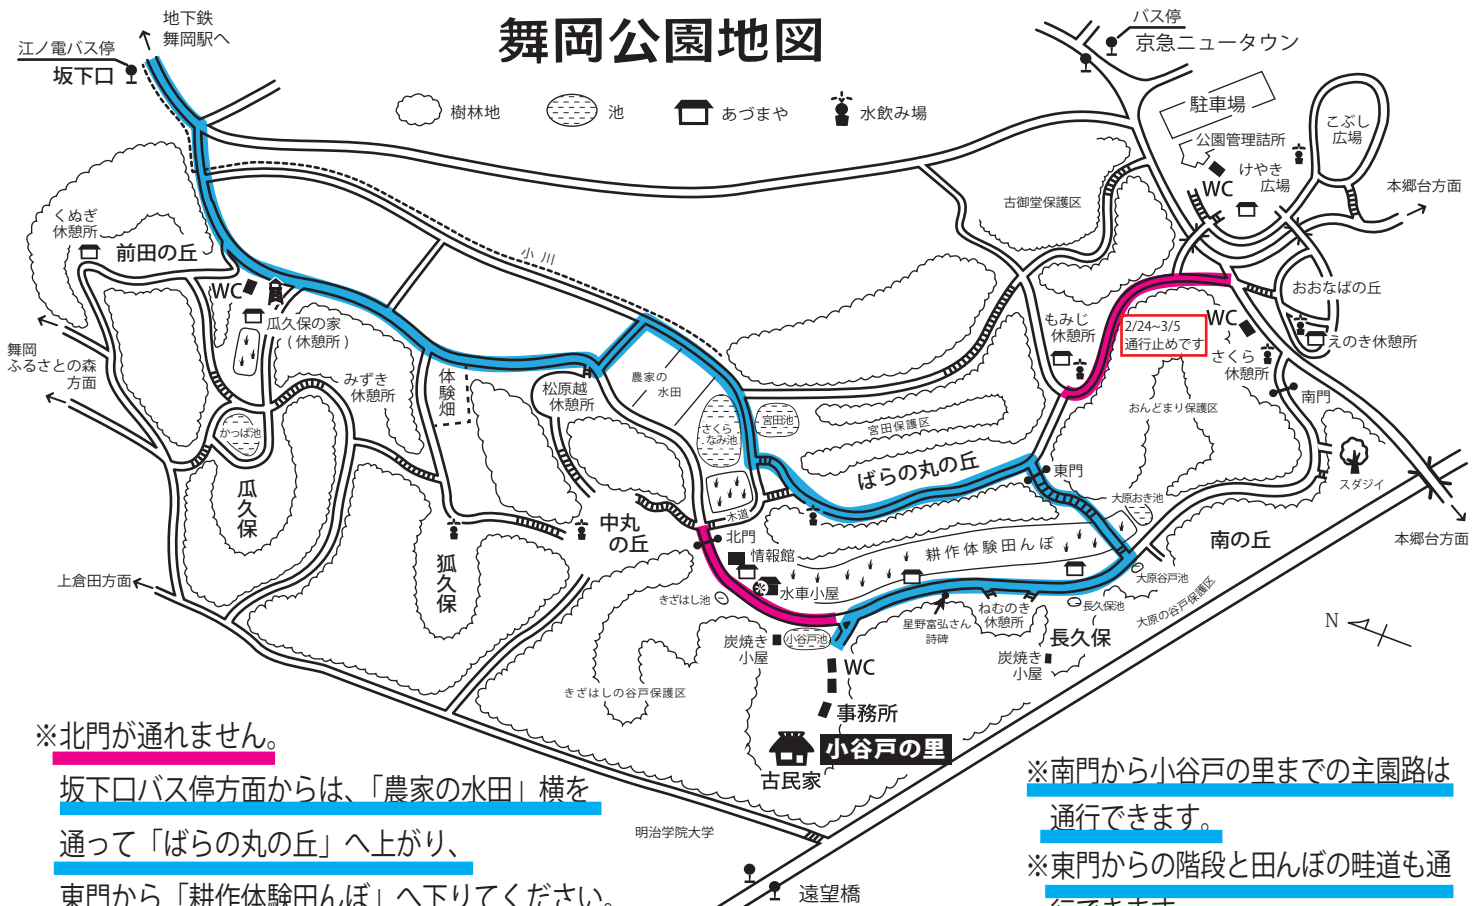 舞岡公園地図
地下鉄
舞岡駅へ
江ノ電バス停
坂下口
樹林地
池
あづまや
水飲み場
バス停
京急ニュータウン
駐車場
公園管理詰所
WC
けやき
広場
こぶし
広場
本郷台方面
古御堂保護区
くぬぎ
休憩所
前田の丘
WC
小川
瓜久保の家
(休憩所)
舞岡
ふるさとの森
方面
みずき
休憩所
体験畑
松原越
休憩所
農家の
水田
かっぱ池
瓜久保
さくら
なみ池
宮田池
宮田保護区
ばらの丸の丘
もみじ
休憩所
2/24~3/5
通行止めです
WC
さくら
休憩所
おおなばの丘
えのき休憩所
南門
おんどまり保護区
スダジイ
東門
大原おき池
南の丘
本郷台方面
木道
北門
中丸
の丘
情報館
水車小屋
耕作体験田んぼ
狐久保
上倉田方面
きざはし池
小谷戸池
炭焼き
小屋
WC
星野富弘さん
詩碑
ねむのき
休憩所
長久保池
大原谷戸池
大原の谷戸保護区
長久保
炭焼き
小屋
N
きざはしの谷戸保護区
事務所
小谷戸の里
古民家
明治学院大学
遠望橋
※北門が通れません。
坂下口バス停方面からは、「農家の水田」横を
通って「ばらの丸の丘」へ上がり、
東門から「耕作体験田んぼ」へ下りてください。
※南門から小谷戸の里までの主園路は
通行できます。
※東門からの階段と田んぼの畦道も通
行できます